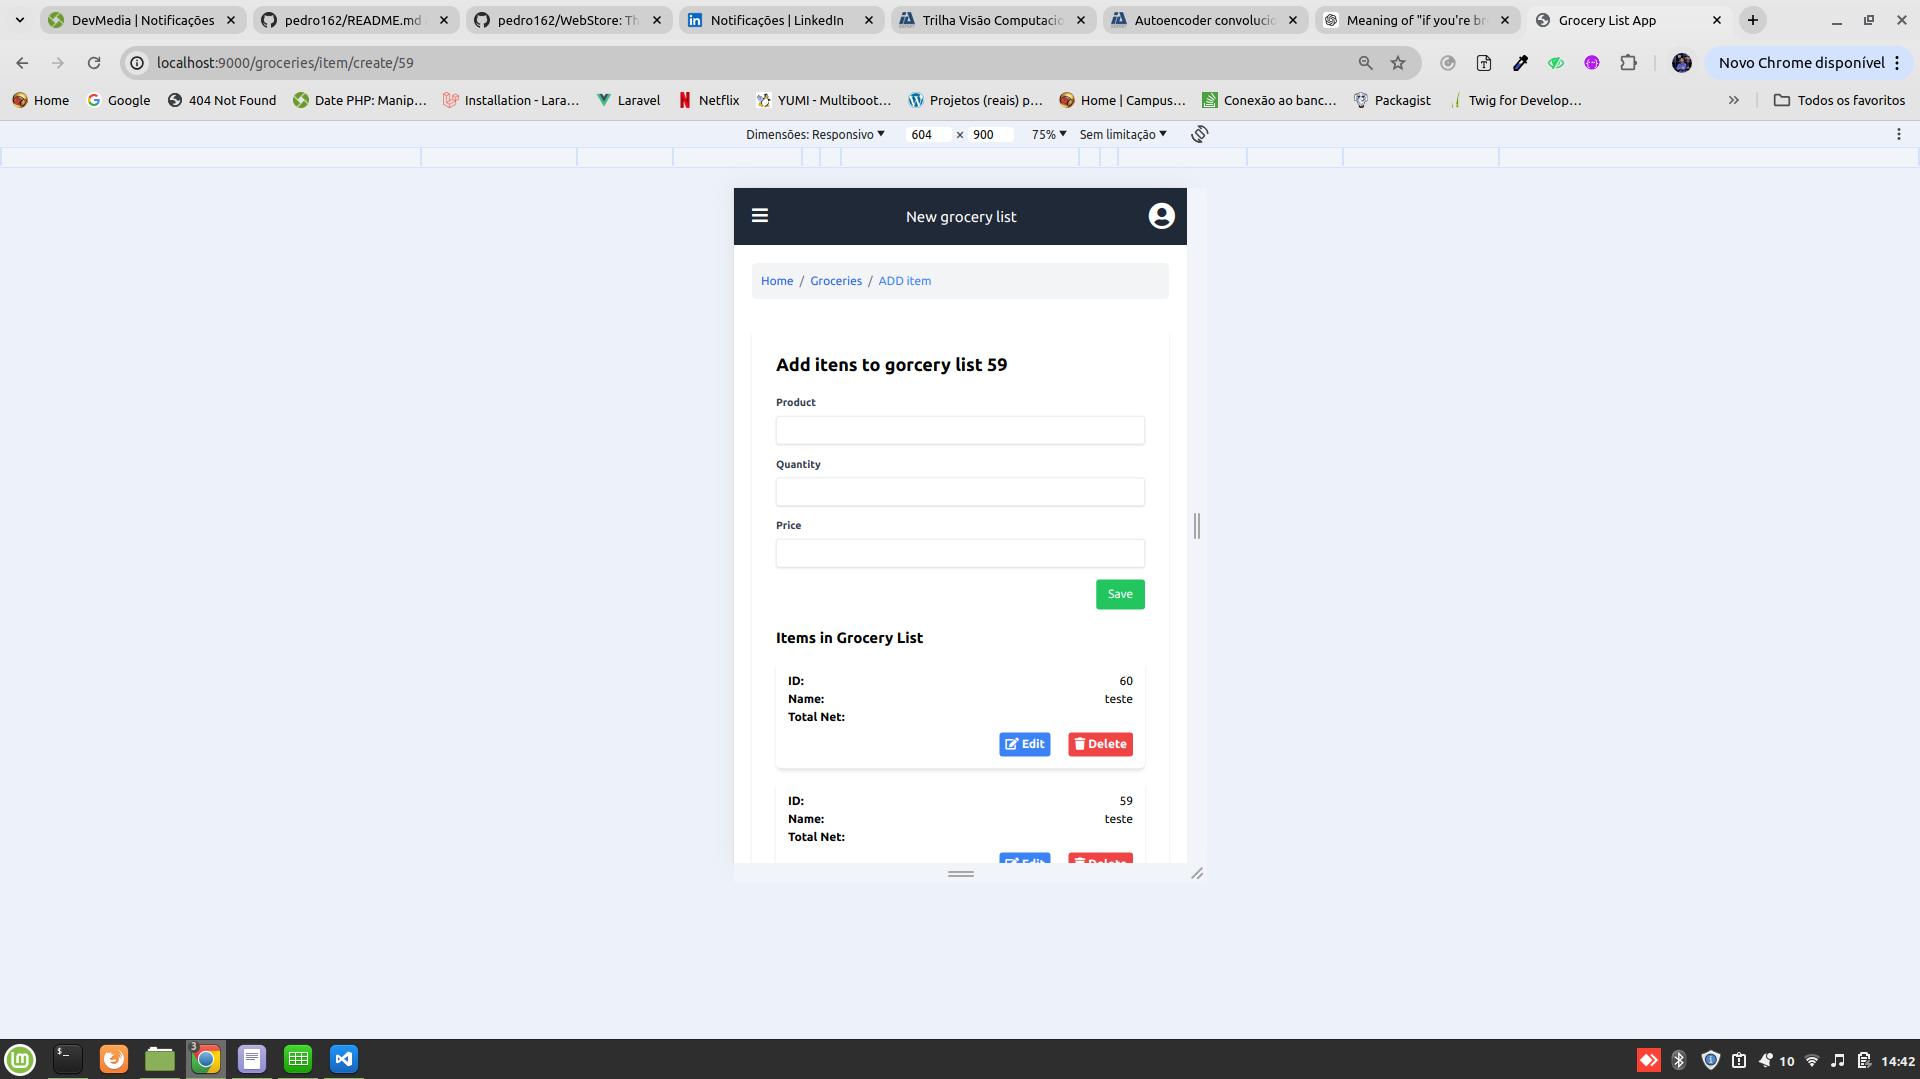 DevMedia | Notificações
pedro162/README.md
pedro162/WebStore: Th
Notificações | LinkedIn
Trilha Visão Computacio
Autoencoder convolucio
Meaning of "if you're br
Grocery List App
localhost:9000/groceries/item/create/59
Novo Chrome disponível
Home
Google
404 Not Found
Date PHP: Manip...
Installation - Lara...
Laravel
Netflix
YUMI - Multiboot...
Projetos (reais) p...
Home | Campus...
Conexão ao banc...
Packagist
Twig for Develop...
Todos os favoritos
Dimensões: Responsivo 604 × 900 75% Sem limitação
New grocery list
Home / Groceries / ADD item
Add itens to gorcery list 59
Product
Quantity
Price
Save
Items in Grocery List
ID: 60
Name: teste
Total Net:
Edit Delete
ID: 59
Name: teste
Total Net:
Edit Delete
3
10
14:42